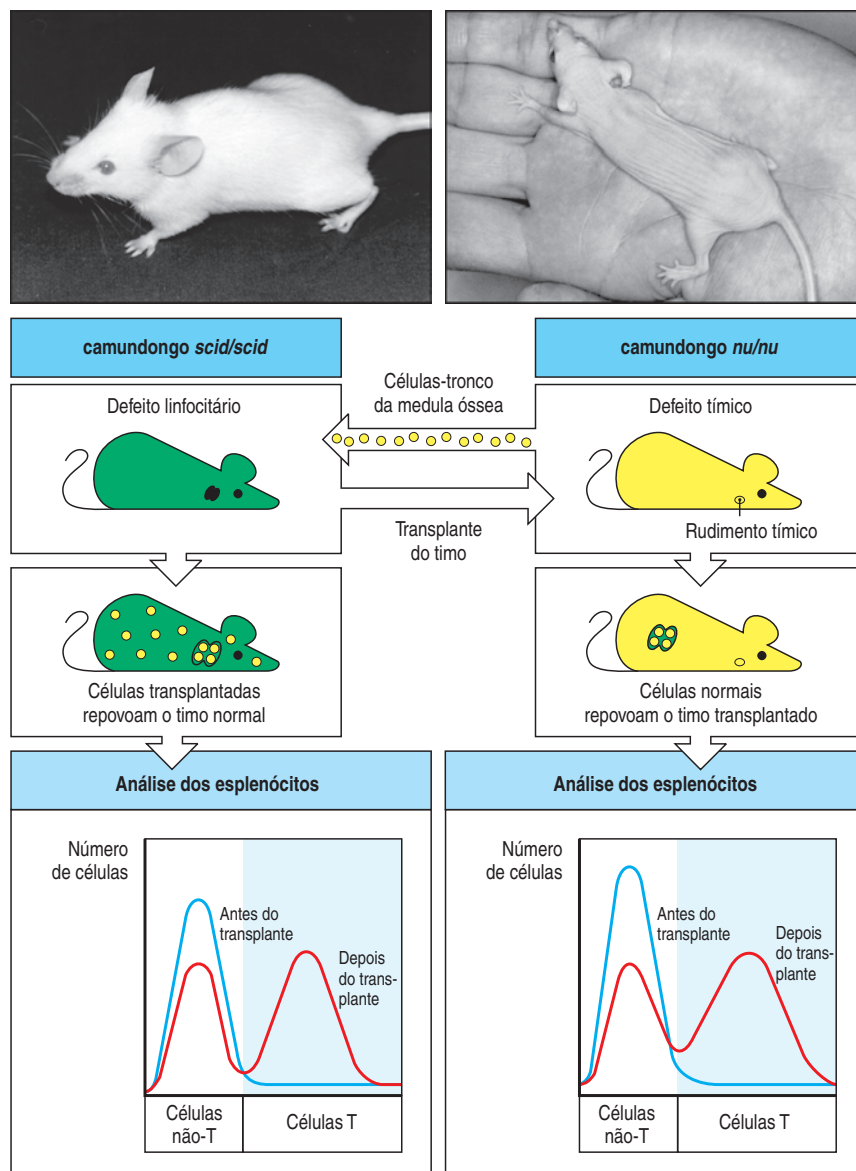 camundongo scid/scid
camundongo nu/nu
Células-tronco
da medula óssea
Defeito linfocitário
Defeito tímico
Transplante
do timo
Rudimento tímico
Células transplantadas
repovoam o timo normal
Células normais
repovoam o timo transplantado
Análise dos esplenócitos
Análise dos esplenócitos
Número
de células
Antes do
transplante
Depois
do trans-
plante
Células
não-T
Células T
Número
de células
Antes do
transplante
Depois
do trans-
plante
Células
não-T
Células T